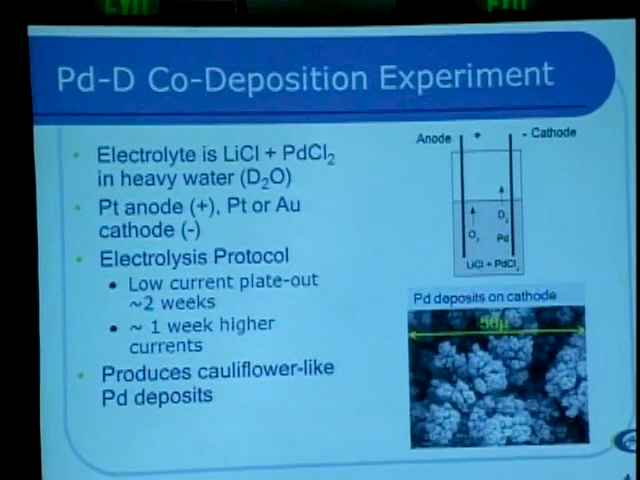 EXIT
EXIT
Pd-D Co-Deposition Experiment
Electrolyte is LiCl + PdCl₂
in heavy water (D₂O)
Pt anode (+), Pt or Au
cathode (-)
Electrolysis Protocol
Low current plate-out
~2 weeks
~ 1 week higher
currents
Produces cauliflower-like
Pd deposits
Anode + - Cathode
D₂
O₂ Pd
LiCl + PdCl₂
Pd deposits on cathode
50µ